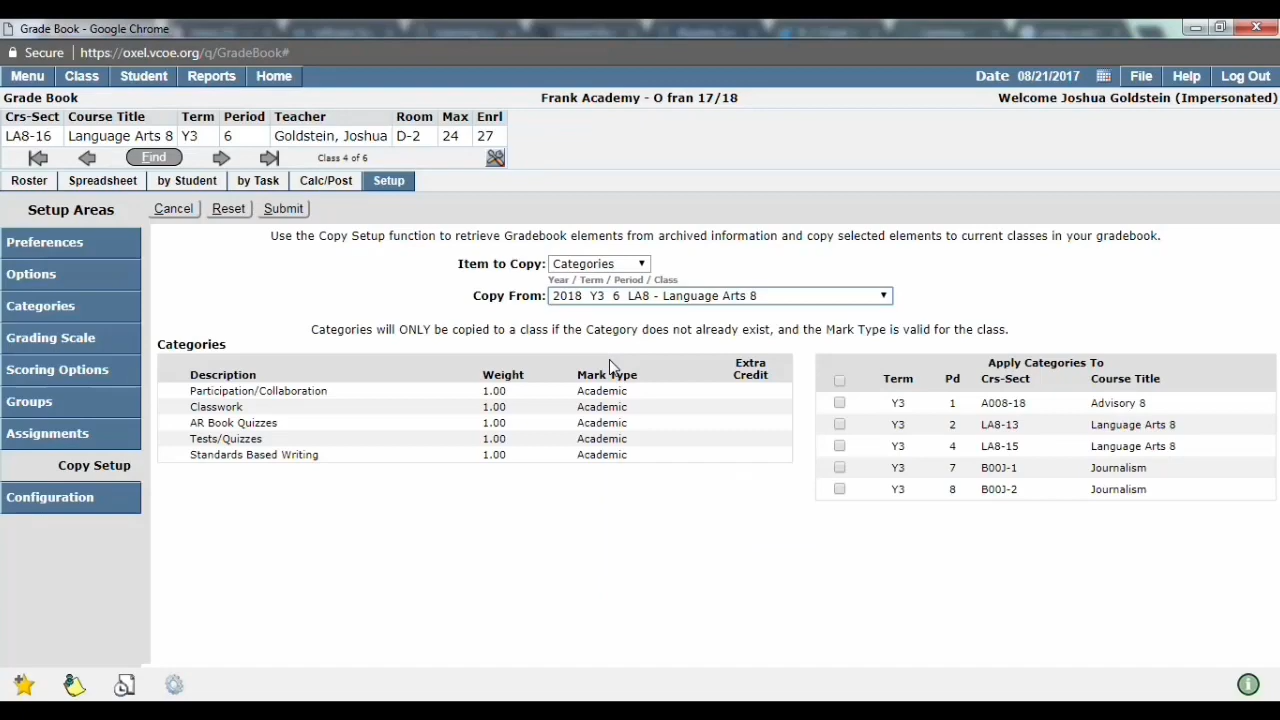 Grade Book - Google Chrome
Secure | https://oxel.vcoe.org/q/GradeBook#
Menu Class Student Reports Home Date 08/21/2017 File Help Log Out
Grade Book Frank Academy - O fran 17/18 Welcome Joshua Goldstein (Impersonated)
Crs-Sect Course Title Term Period Teacher Room Max Enrl
LA8-16 Language Arts 8 Y3 6 Goldstein, Joshua D-2 24 27
Find Class 4 of 6
Roster Spreadsheet by Student by Task Calc/Post Setup
Setup Areas Cancel Reset Submit
Preferences
Options
Categories
Grading Scale
Scoring Options
Groups
Assignments
Copy Setup
Configuration
Use the Copy Setup function to retrieve Gradebook elements from archived information and copy selected elements to current classes in your gradebook.
Item to Copy: Categories
Year / Term / Period / Class
Copy From: 2018 Y3 6 LA8 - Language Arts 8
Categories will ONLY be copied to a class if the Category does not already exist, and the Mark Type is valid for the class.
Categories
Description Weight Mark Type Extra Credit
Participation/Collaboration 1.00 Academic
Classwork 1.00 Academic
AR Book Quizzes 1.00 Academic
Tests/Quizzes 1.00 Academic
Standards Based Writing 1.00 Academic
Apply Categories To
Term Pd Crs-Sect Course Title
Y3 1 A008-18 Advisory 8
Y3 2 LA8-13 Language Arts 8
Y3 4 LA8-15 Language Arts 8
Y3 7 B00J-1 Journalism
Y3 8 B00J-2 Journalism